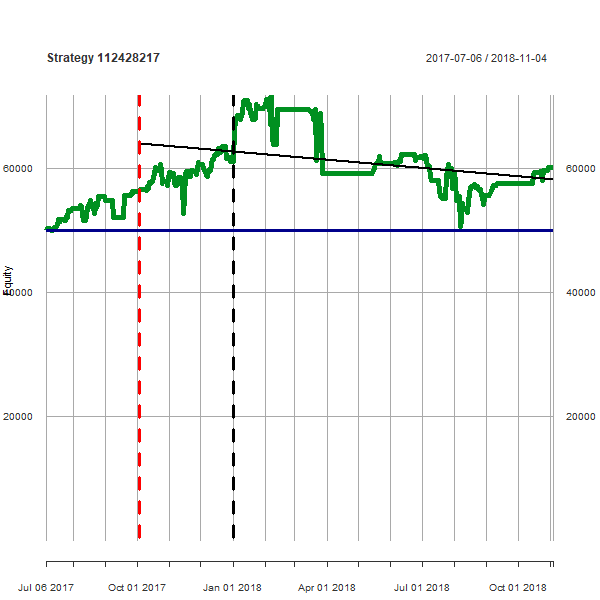 Strategy 112428217
2017-07-06 / 2018-11-04
60000
60000
Equity
40000
40000
20000
20000
Jul 06 2017
Oct 01 2017
Jan 01 2018
Apr 01 2018
Jul 01 2018
Oct 01 2018